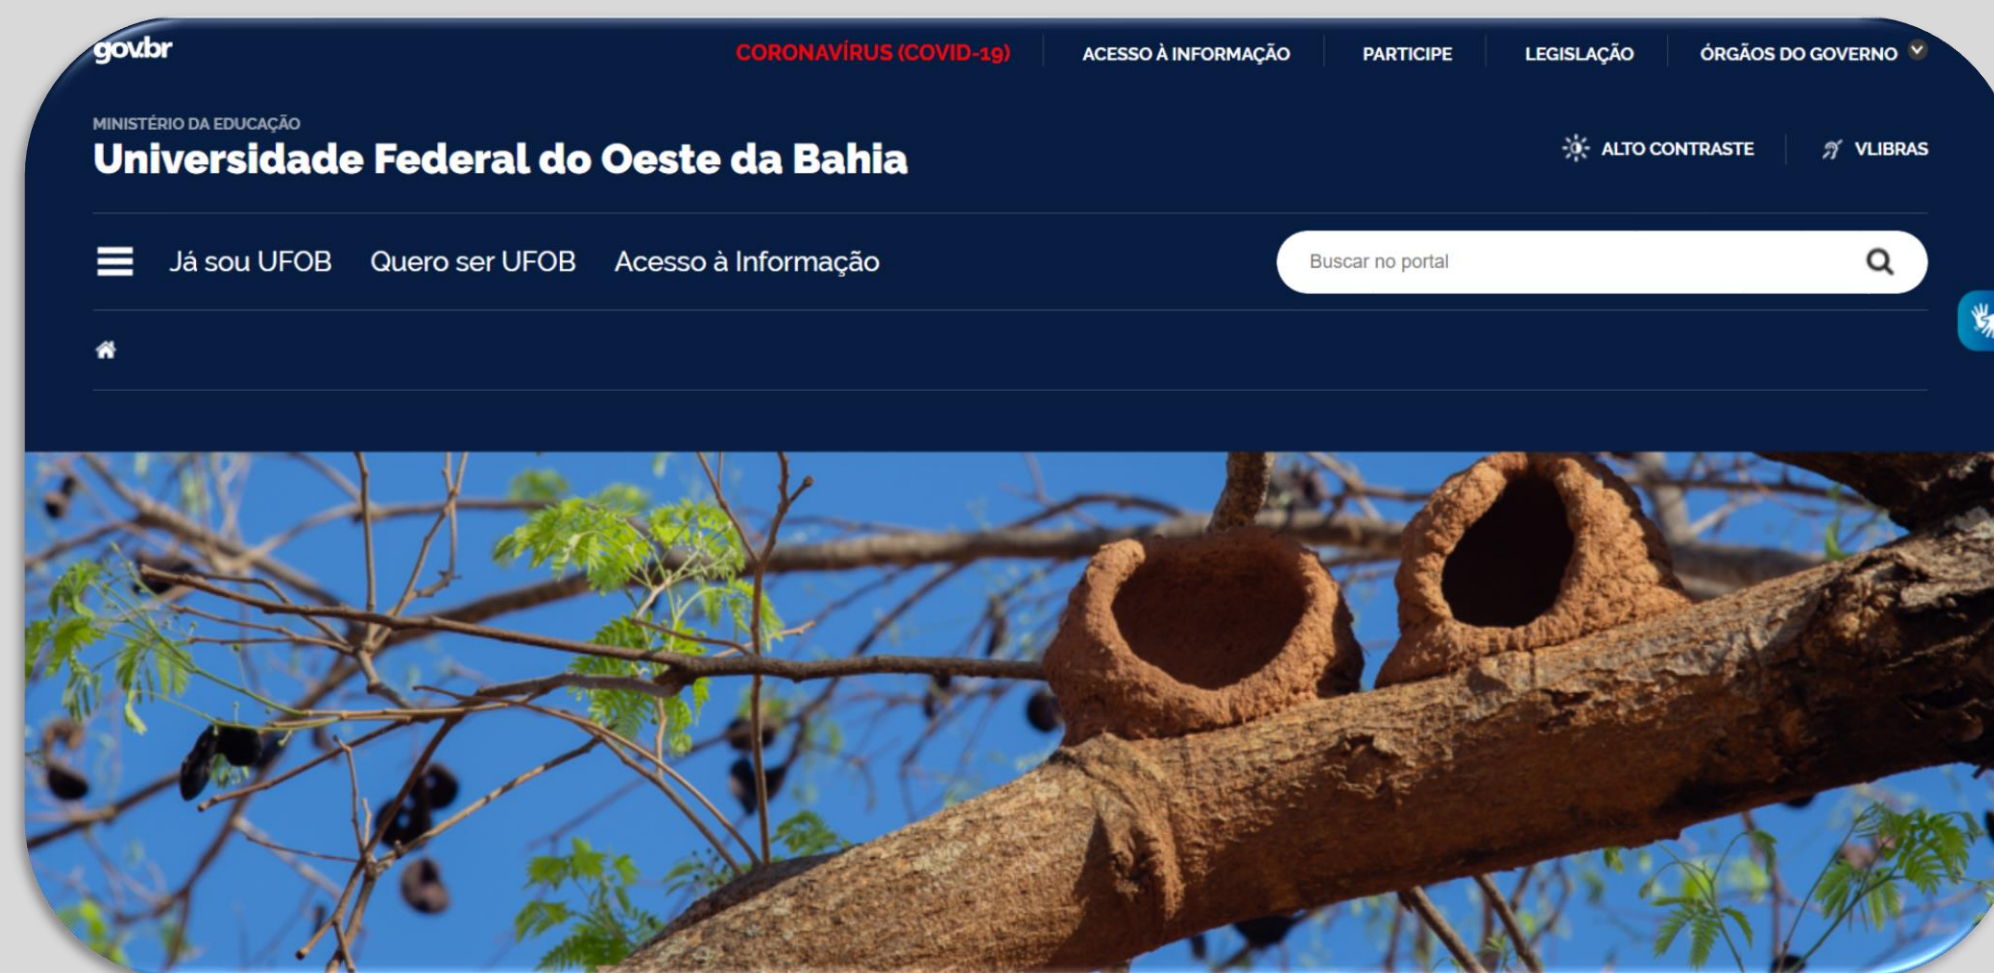 gov.br
CORONAVÍRUS (COVID-19)
ACESSO À INFORMAÇÃO
PARTICIPE
LEGISLAÇÃO
ÓRGÃOS DO GOVERNO
MINISTÉRIO DA EDUCAÇÃO
Universidade Federal do Oeste da Bahia
ALTO CONTRASTE
VLIBRAS
Já sou UFOB
Quero ser UFOB
Acesso à Informação
Buscar no portal